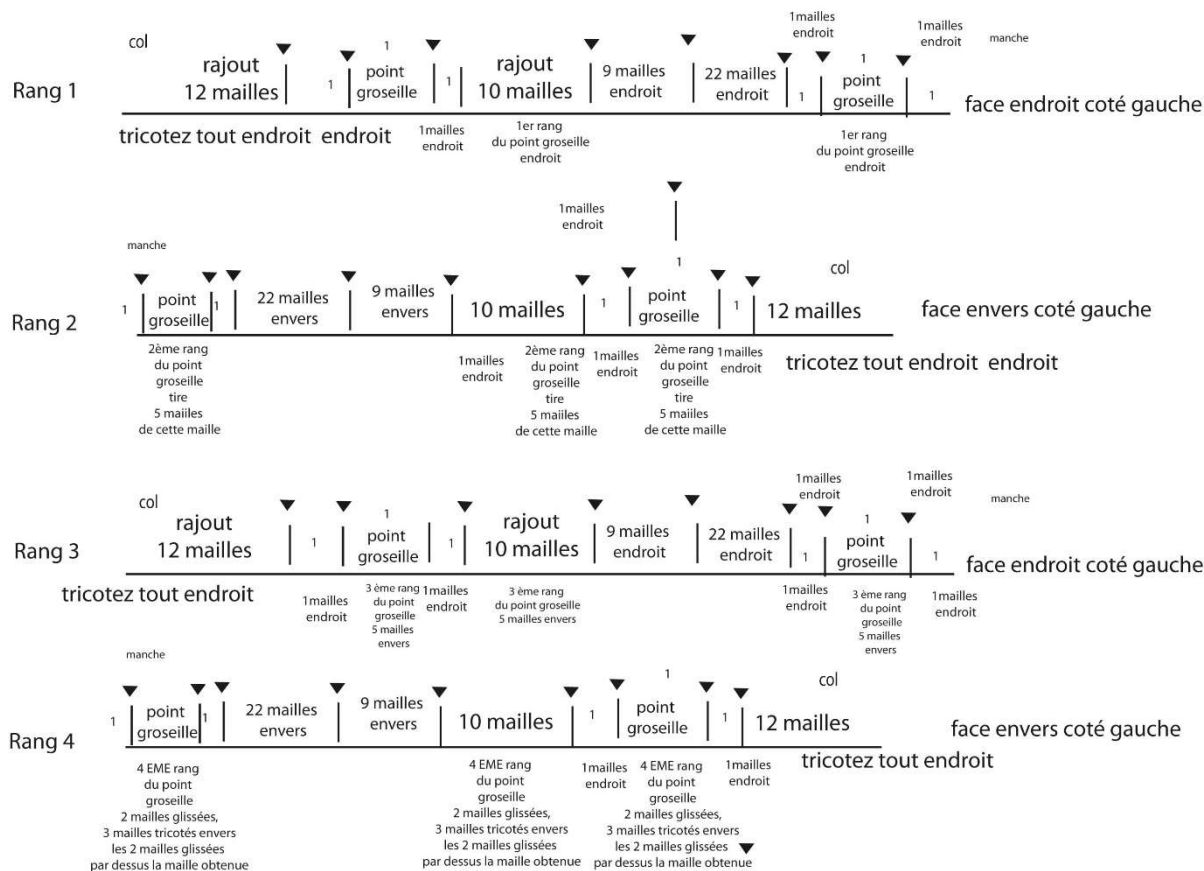 1mailles
endroit
1mailles
endroit
manche
col
Rang 1
rajout
12 mailles
1
1
point
groseille
1
rajout
10 mailles
9 mailles
endroit
22 mailles
endroit
1
1
point
groseille
1
face endroit coté gauche
tricotez tout endroit endroit
1mailles
endroit
1er rang
du point groseille
endroit
1er rang
du point groseille
endroit
1mailles
endroit
manche
col
Rang 2
1
point
groseille
1
22 mailles
envers
9 mailles
envers
10 mailles
1
1
point
groseille
1
12 mailles
face envers coté gauche
2ème rang
du point
groseille
tire
5 maiiles
de cette maille
1mailles
endroit
2ème rang
du point
groseille
tire
5 maiiles
de cette maille
1mailles
endroit
2ème rang
du point
groseille
tire
5 maiiles
de cette maille
1mailles
endroit
tricotez tout endroit endroit
1mailles
endroit
1mailles
endroit
manche
col
Rang 3
rajout
12 mailles
1
1
point
groseille
1
rajout
10 mailles
9 mailles
endroit
22 mailles
endroit
1
1
point
groseille
1
face endroit coté gauche
tricotez tout endroit
1mailles
endroit
3 ème rang
du point
groseille
5 mailles
envers
1mailles
endroit
3 ème rang
du point groseille
5 mailles envers
1mailles
endroit
3 ème rang
du point
groseille
5 mailles
envers
1mailles
endroit
manche
col
Rang 4
1
point
groseille
1
22 mailles
envers
9 mailles
envers
10 mailles
1
1
point
groseille
1
12 mailles
face envers coté gauche
tricotez tout endroit
4 EME rang
du point
groseille
2 mailles glissées,
3 mailles tricotés envers
les 2 mailles glissées
par dessus la maille obtenue
4 EME rang
du point
groseille
2 mailles glissées,
3 mailles tricotés envers
les 2 mailles glissées
par dessus la maille obtenue
1mailles
endroit
4 EME rang
du point
groseille
2 mailles glissées,
3 mailles tricotés envers
les 2 mailles glissées
par dessus la maille obtenue
1mailles
endroit